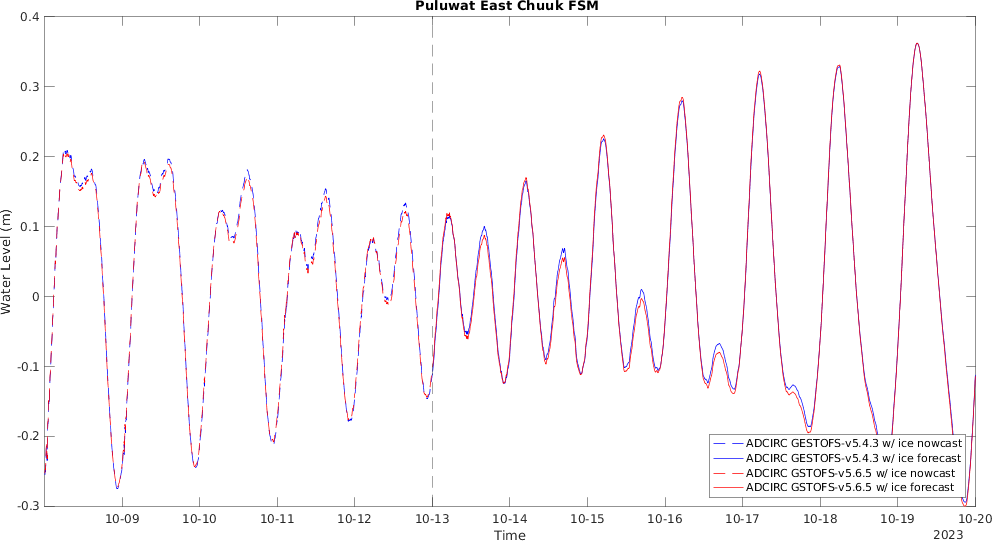 Puluwat East Chuuk FSM
0.4
0.3
0.2
0.1
0
-0.1
-0.2
-0.3
Water Level (m)
ADCIRC GESTOFS-v5.4.3 w/ ice nowcast
ADCIRC GESTOFS-v5.4.3 w/ ice forecast
ADCIRC GSTOFS-v5.6.5 w/ ice nowcast
ADCIRC GSTOFS-v5.6.5 w/ ice forecast
10-09 10-10 10-11 10-12 10-13 10-14 10-15 10-16 10-17 10-18 10-19 10-20
Time
2023